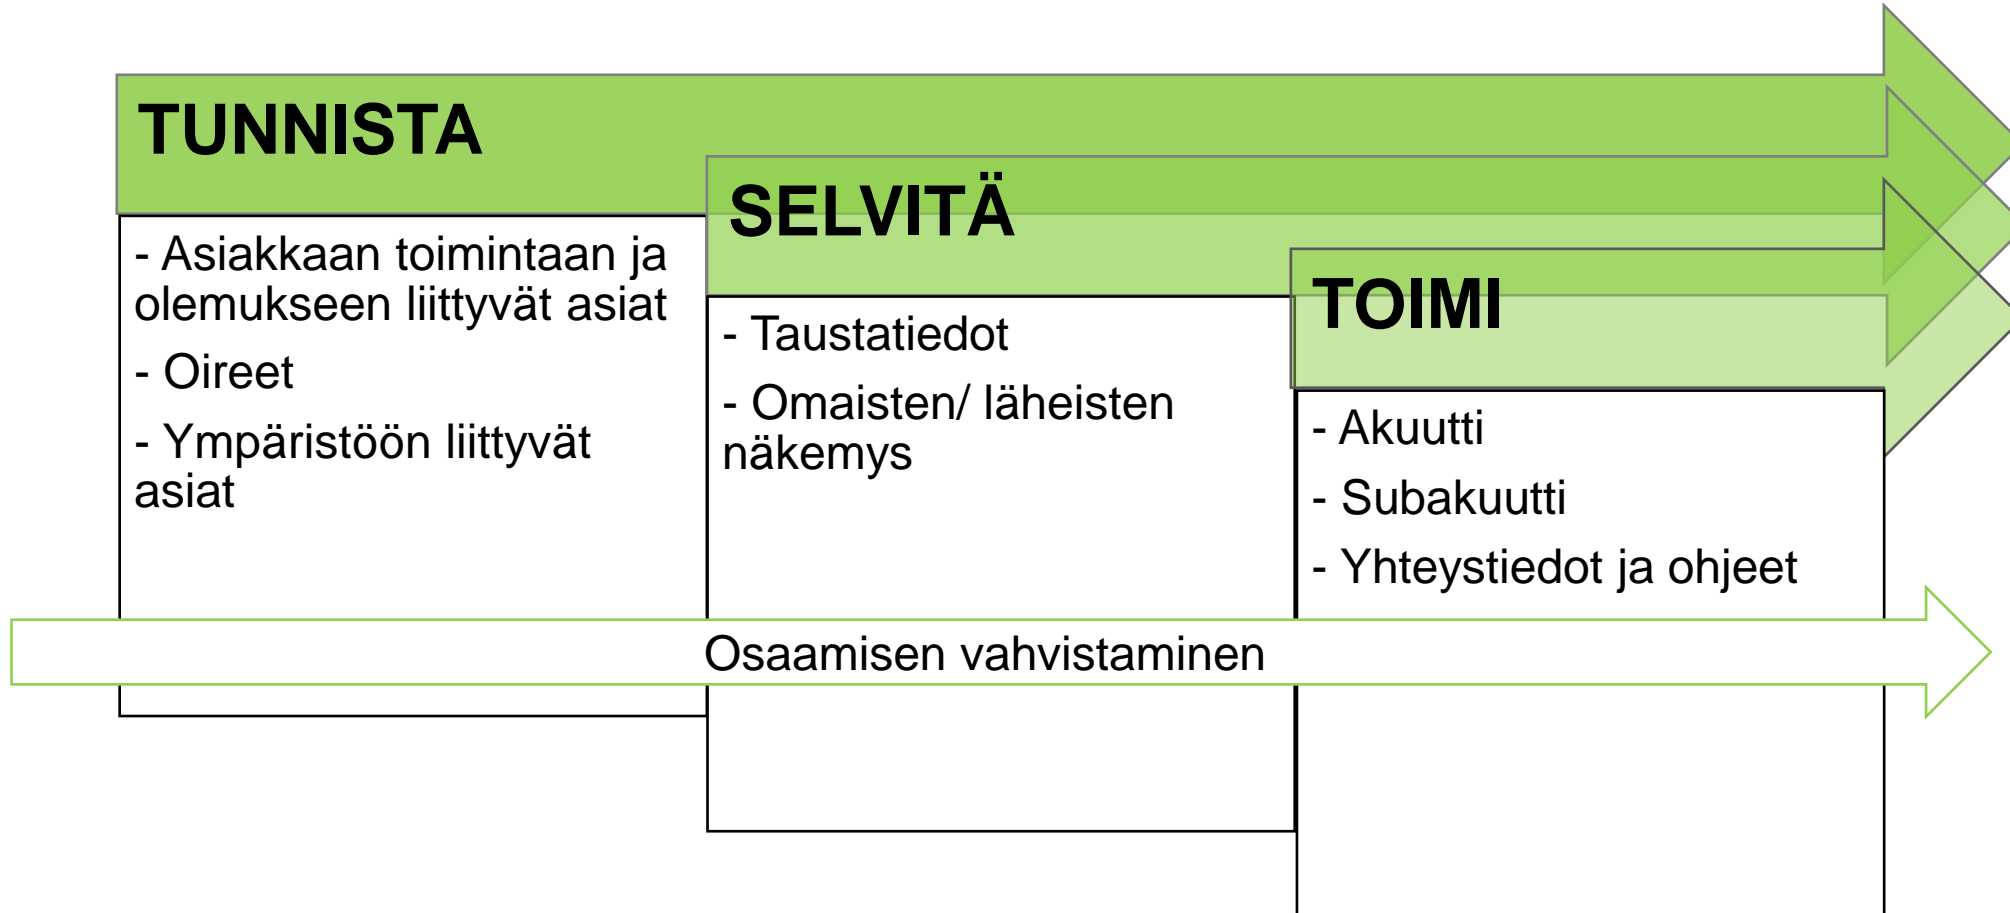 TUNNISTA
- Asiakkaan toimintaan ja
olemukseen liittyvät asiat
- Oireet
- Ympäristöön liittyvät
asiat
SELVITÄ
- Taustatiedot
- Omaisten/ läheisten
näkemys
TOIMI
- Akuutti
- Subakuutti
- Yhteystiedot ja ohjeet
Osaamisen vahvistaminen